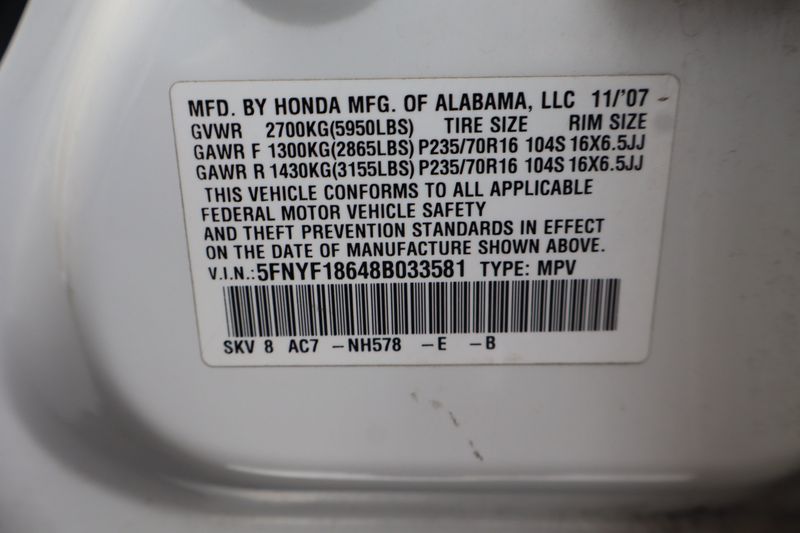 MFD. BY HONDA MFG. OF ALABAMA, LLC 11/'07
GVWR 2700KG(5950LBS) TIRE SIZE RIM SIZE
GAWR F 1300KG(2865LBS) P235/70R16 104S 16X6.5JJ
GAWR R 1430KG(3155LBS) P235/70R16 104S 16X6.5JJ
THIS VEHICLE CONFORMS TO ALL APPLICABLE
FEDERAL MOTOR VEHICLE SAFETY
AND THEFT PREVENTION STANDARDS IN EFFECT
ON THE DATE OF MANUFACTURE SHOWN ABOVE.
V.I.N.:5FNYF18648B033581 TYPE: MPV
SKV 8 AC7 -NH578 -E -B